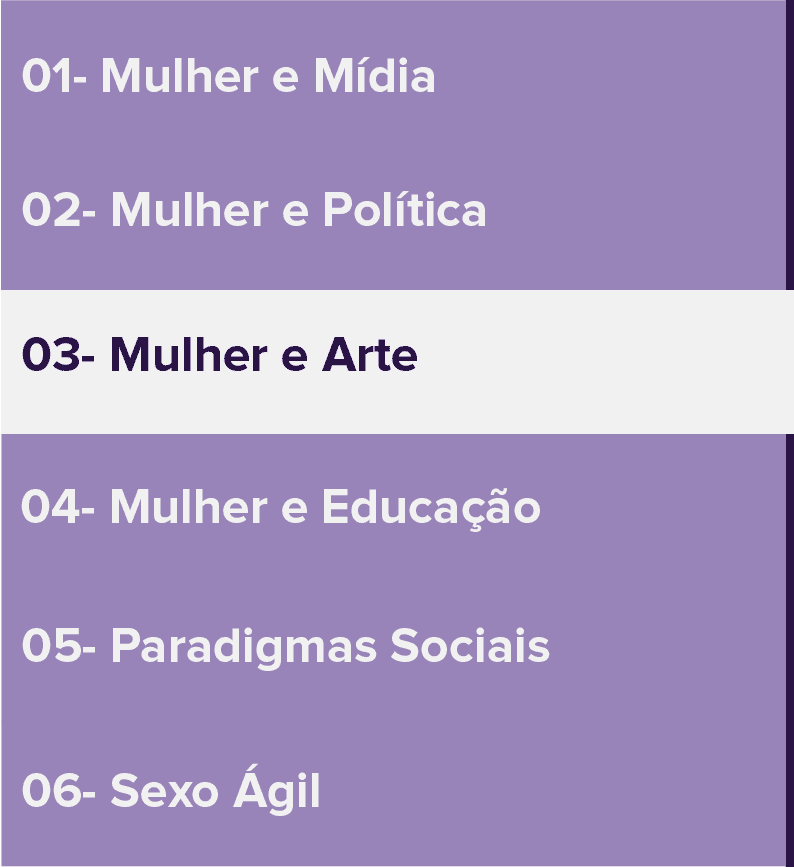 01- Mulher e Mídia
02- Mulher e Política
03- Mulher e Arte
04- Mulher e Educação
05- Paradigmas Sociais
06- Sexo Ágil